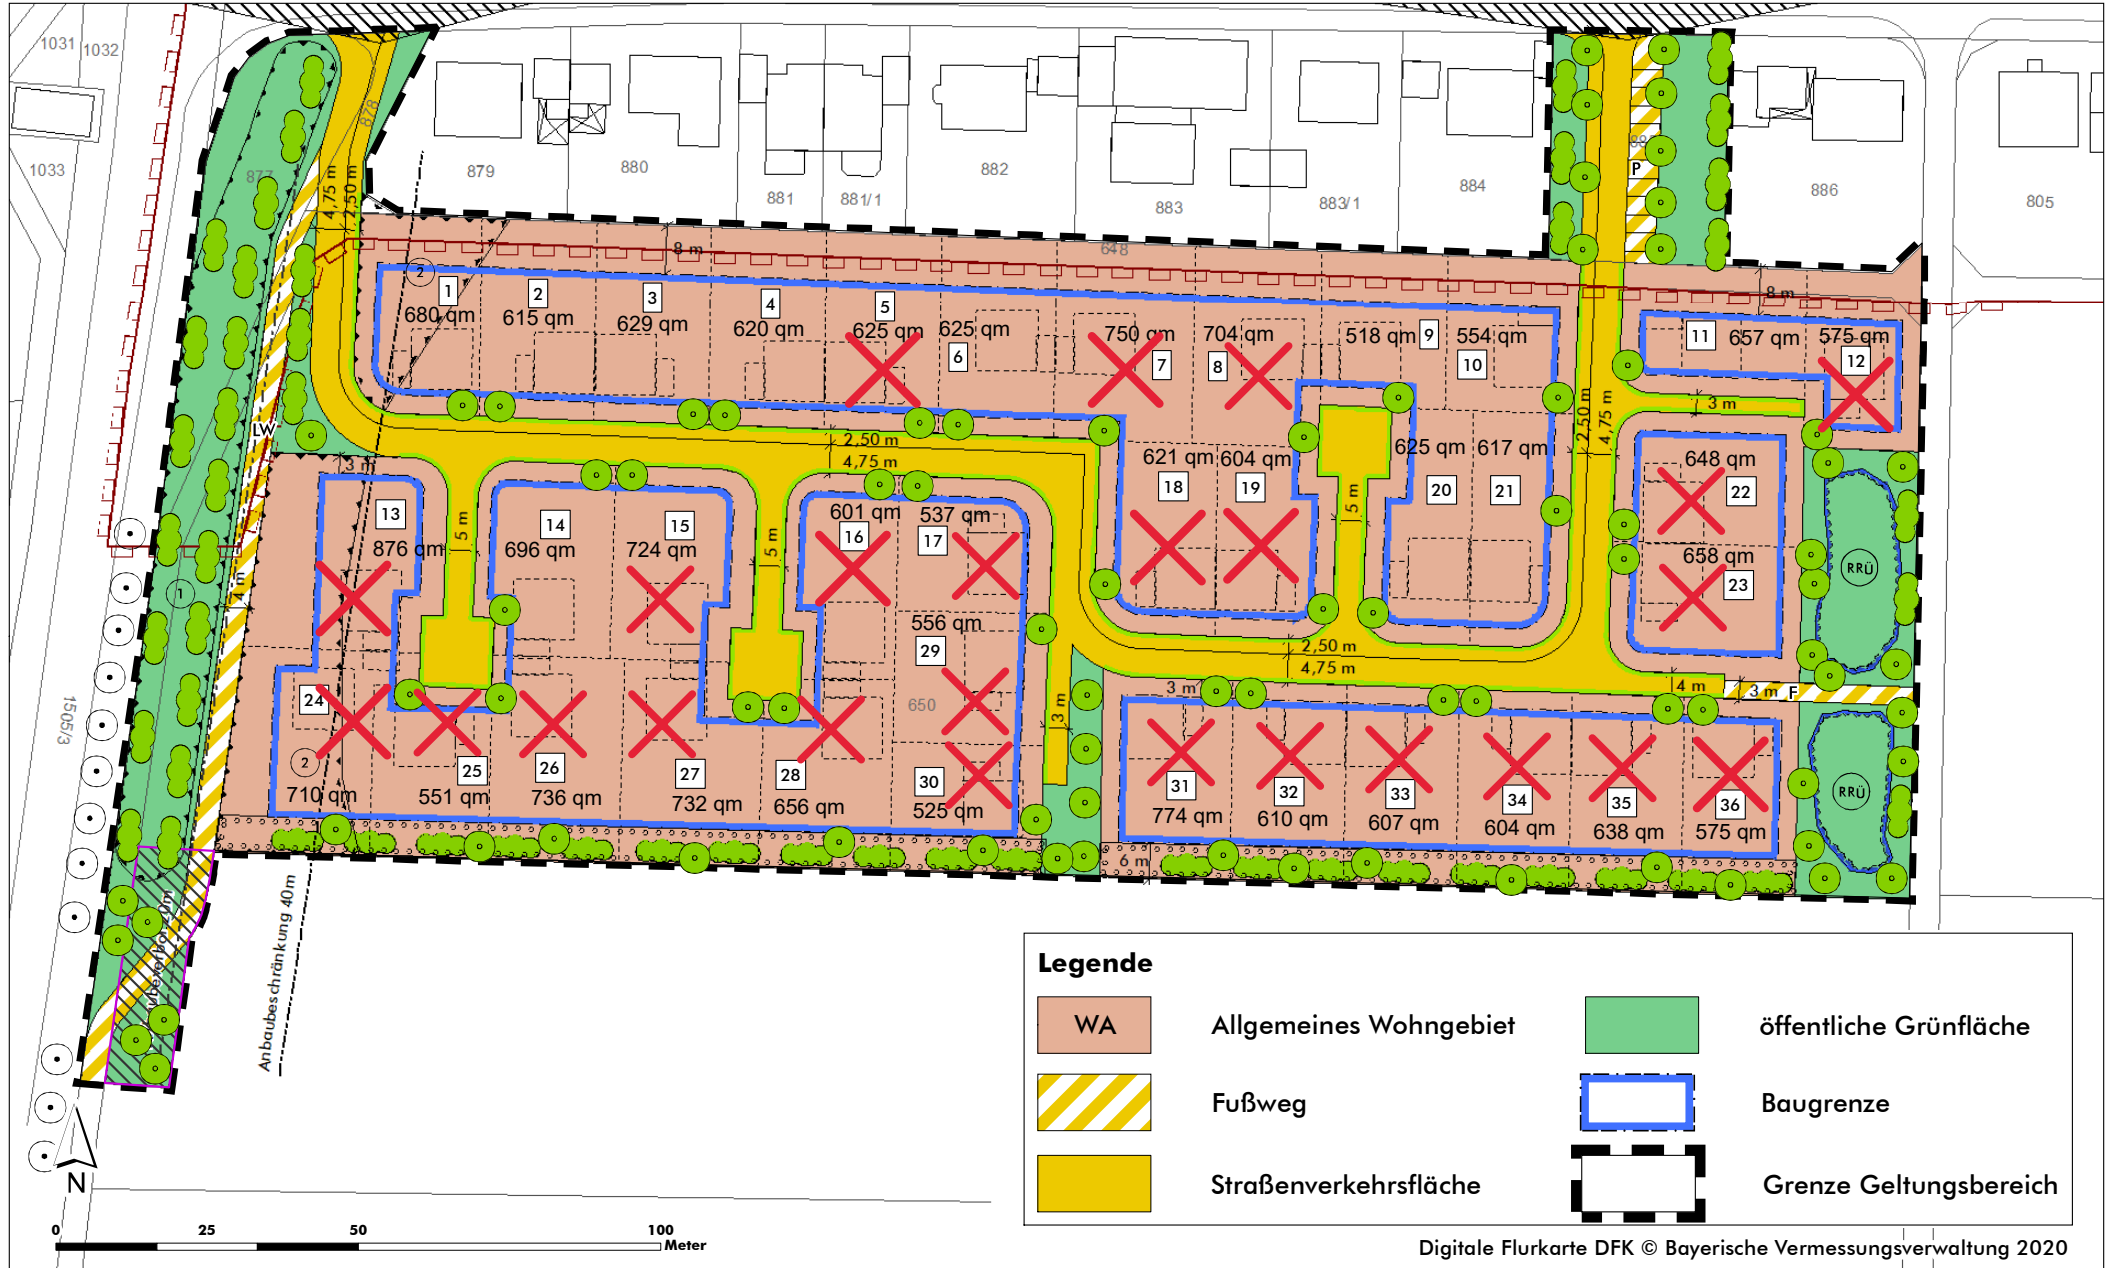 1031
1032
1033
877
878
879
880
881
881/1
882
883
883/1
884
886
805
648
P
4,75 m
2,50 m
8 m
8 m
2
1
680 qm
2
615 qm
3
629 qm
4
620 qm
5
625 qm
625 qm
6
750 qm
7
704 qm
8
518 qm
9
554 qm
10
11
657 qm
575 qm
12
3 m
2,50 m
4,75 m
LW
3 m
2,50 m
4,75 m
13
876 qm
5 m
14
696 qm
15
724 qm
5 m
601 qm
16
537 qm
17
621 qm
18
604 qm
19
5 m
625 qm
20
617 qm
21
648 qm
22
658 qm
23
RRÜ
4 m
1
556 qm
29
2,50 m
4,75 m
3 m
4 m
3 m
F
1505/3
24
2
710 qm
25
551 qm
26
736 qm
27
732 qm
28
656 qm
650
30
525 qm
3 m
31
774 qm
32
610 qm
33
607 qm
34
604 qm
35
638 qm
36
575 qm
RRÜ
6 m
Anbaubeschränkung 40m
Legende
WA
Allgemeines Wohngebiet
öffentliche Grünfläche
Fußweg
Baugrenze
Straßenverkehrsfläche
Grenze Geltungsbereich
N
0 25 50 100
Meter
Digitale Flurkarte DFK © Bayerische Vermessungsverwaltung 2020